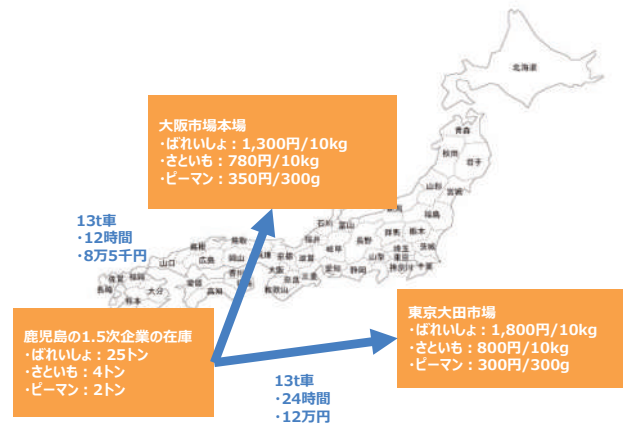 北海道
青森
秋田
岩手
山形
宮城
福島
石川
富山
群馬
栃木
福井
岐阜
長野
埼玉
茨城
山梨
東京
千葉
神奈川
静岡
愛知
滋賀
京都
兵庫
大阪
奈良
三重
和歌山
鳥取
島根
岡山
広島
山口
香川
愛媛
高知
福岡
佐賀
長崎
大分
熊本
大阪市場本場
・ばれいしょ：1,300円/10kg
・さといも：780円/10kg
・ピーマン：350円/300g
13t車
・12時間
・8万5千円
鹿児島の1.5次企業の在庫
・ばれいしょ：25トン
・さといも：4トン
・ピーマン：2トン
東京大田市場
・ばれいしょ：1,800円/10kg
・さといも：800円/10kg
・ピーマン：300円/300g
13t車
・24時間
・12万円